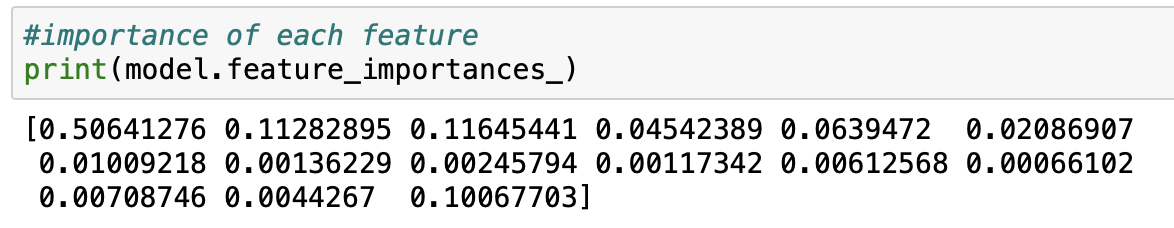 #importance of each feature
print(model.feature_importances_)
[0.50641276 0.11282895 0.11645441 0.04542389 0.0639472  0.02086907
 0.01009218 0.00136229 0.00245794 0.00117342 0.00612568 0.00066102
 0.00708746 0.0044267  0.10067703]